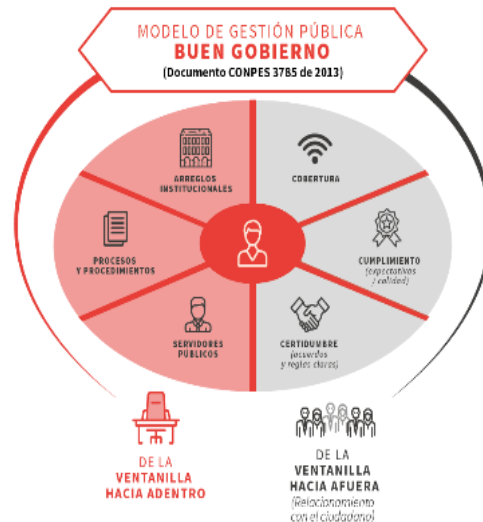 MODELO DE GESTIÓN PÚBLICA
BUEN GOBIERNO
(Documento CONPES 3785 de 2013)
ARREGLOS
INSTITUCIONALES
COBERTURA
PROCESOS
Y PROCEDIMIENTOS
CUMPLIMIENTO
(expectativas
/ calidad)
SERVIDORES
PÚBLICOS
CERTIDUMBRE
(acuerdos
y reglas claras)
DE LA
VENTANILLA
HACIA ADENTRO
DE LA
VENTANILLA
HACIA AFUERA
(Relacionamiento
con el ciudadano)